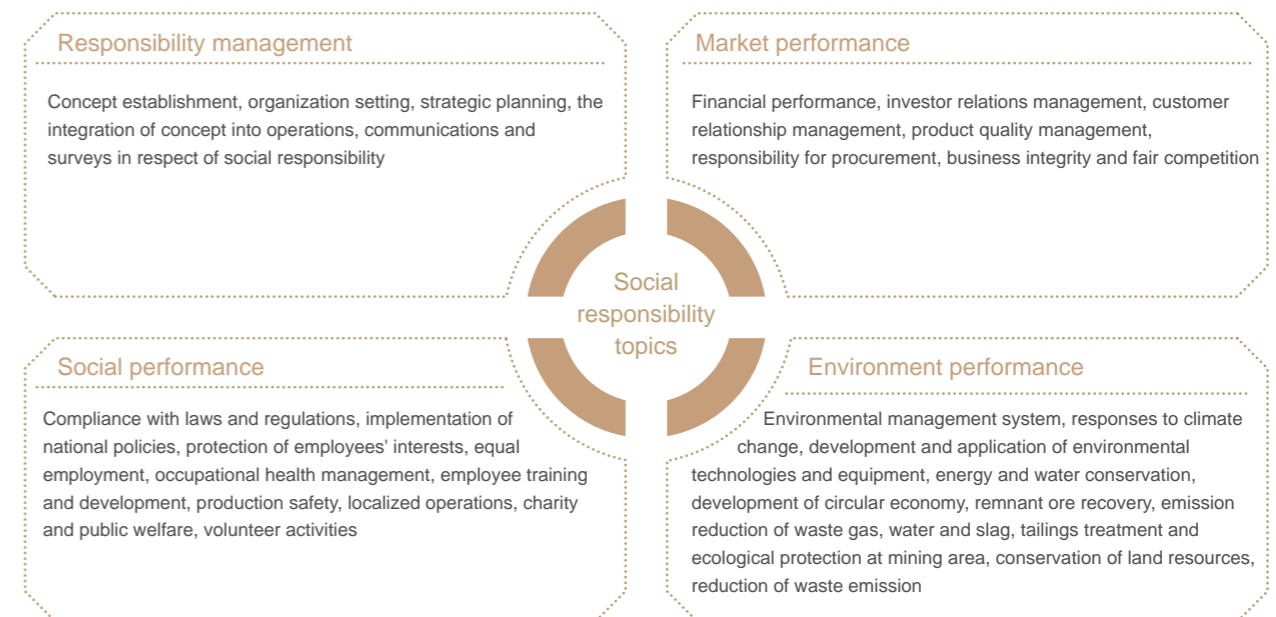 Responsibility management
Concept establishment, organization setting, strategic planning, the
integration of concept into operations, communications and
surveys in respect of social responsibility
Market performance
Financial performance, investor relations management, customer
relationship management, product quality management,
responsibility for procurement, business integrity and fair competition
Social
responsibility
topics
Social performance
Compliance with laws and regulations, implementation of
national policies, protection of employees' interests, equal
employment, occupational health management, employee training
and development, production safety, localized operations, charity
and public welfare, volunteer activities
Environment performance
Environmental management system, responses to climate
change, development and application of environmental
technologies and equipment, energy and water conservation,
development of circular economy, remnant ore recovery, emission
reduction of waste gas, water and slag, tailings treatment and
ecological protection at mining area, conservation of land resources,
reduction of waste emission